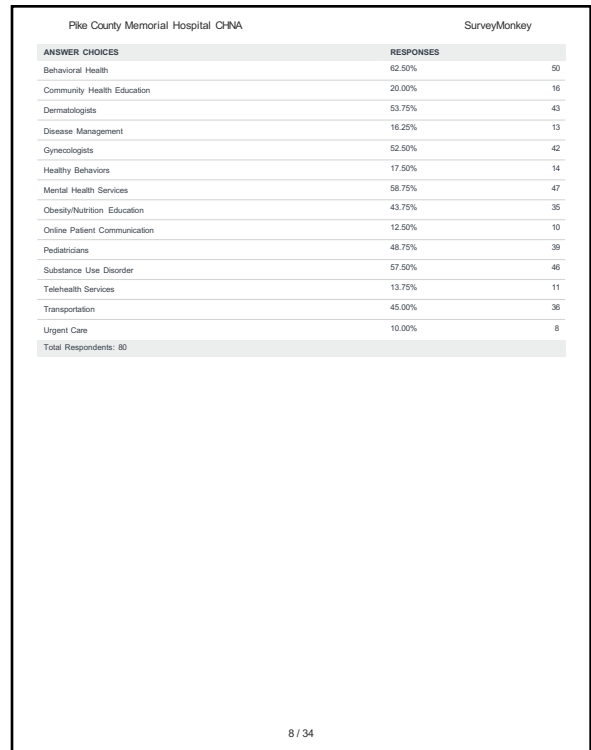 Pike County Memorial Hospital CHNA SurveyMonkey
ANSWER CHOICES RESPONSES
Behavioral Health 62.50% 50
Community Health Education 20.00% 16
Dermatologists 53.75% 43
Disease Management 16.25% 13
Gynecologists 52.50% 42
Healthy Behaviors 17.50% 14
Mental Health Services 58.75% 47
Obesity/Nutrition Education 43.75% 35
Online Patient Communication 12.50% 10
Pediatricians 48.75% 39
Substance Use Disorder 57.50% 46
Telehealth Services 13.75% 11
Transportation 45.00% 36
Urgent Care 10.00% 8
Total Respondents: 80
8 / 34